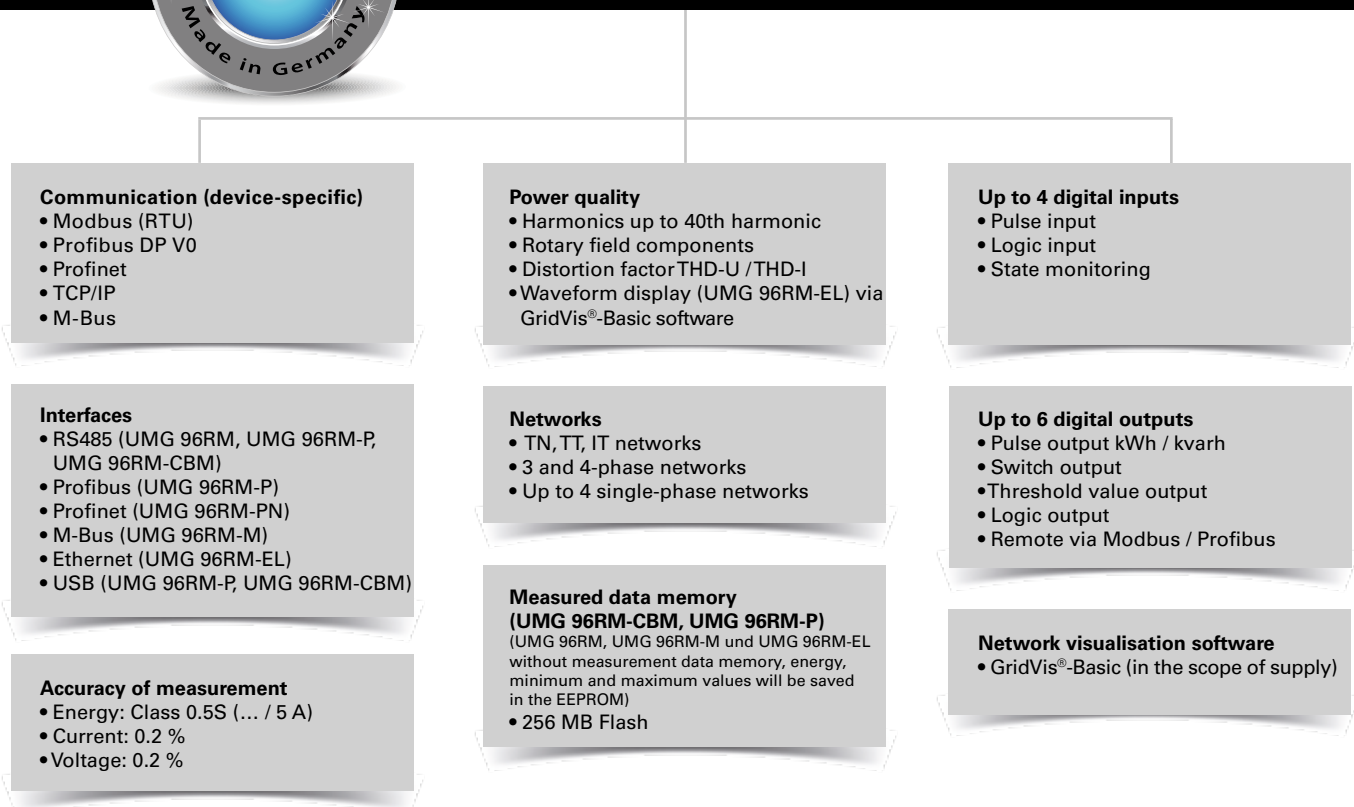 Made in Germany
Communication (device-specific)
• Modbus (RTU)
• Profibus DP V0
• Profinet
• TCP/IP
• M-Bus
Interfaces
• RS485 (UMG 96RM, UMG 96RM-P,
UMG 96RM-CBM)
• Profibus (UMG 96RM-P)
• Profinet (UMG 96RM-PN)
• M-Bus (UMG 96RM-M)
• Ethernet (UMG 96RM-EL)
• USB (UMG 96RM-P, UMG 96RM-CBM)
Accuracy of measurement
• Energy: Class 0.5S (… / 5 A)
• Current: 0.2 %
• Voltage: 0.2 %
Power quality
• Harmonics up to 40th harmonic
• Rotary field components
• Distortion factor THD-U / THD-I
• Waveform display (UMG 96RM-EL) via
GridVis®-Basic software
Networks
• TN, TT, IT networks
• 3 and 4-phase networks
• Up to 4 single-phase networks
Measured data memory
(UMG 96RM-CBM, UMG 96RM-P)
(UMG 96RM, UMG 96RM-M und UMG 96RM-EL
without measurement data memory, energy,
minimum and maximum values will be saved
in the EEPROM)
• 256 MB Flash
Up to 4 digital inputs
• Pulse input
• Logic input
• State monitoring
Up to 6 digital outputs
• Pulse output kWh / kvarh
• Switch output
• Threshold value output
• Logic output
• Remote via Modbus / Profibus
Network visualisation software
• GridVis®-Basic (in the scope of supply)